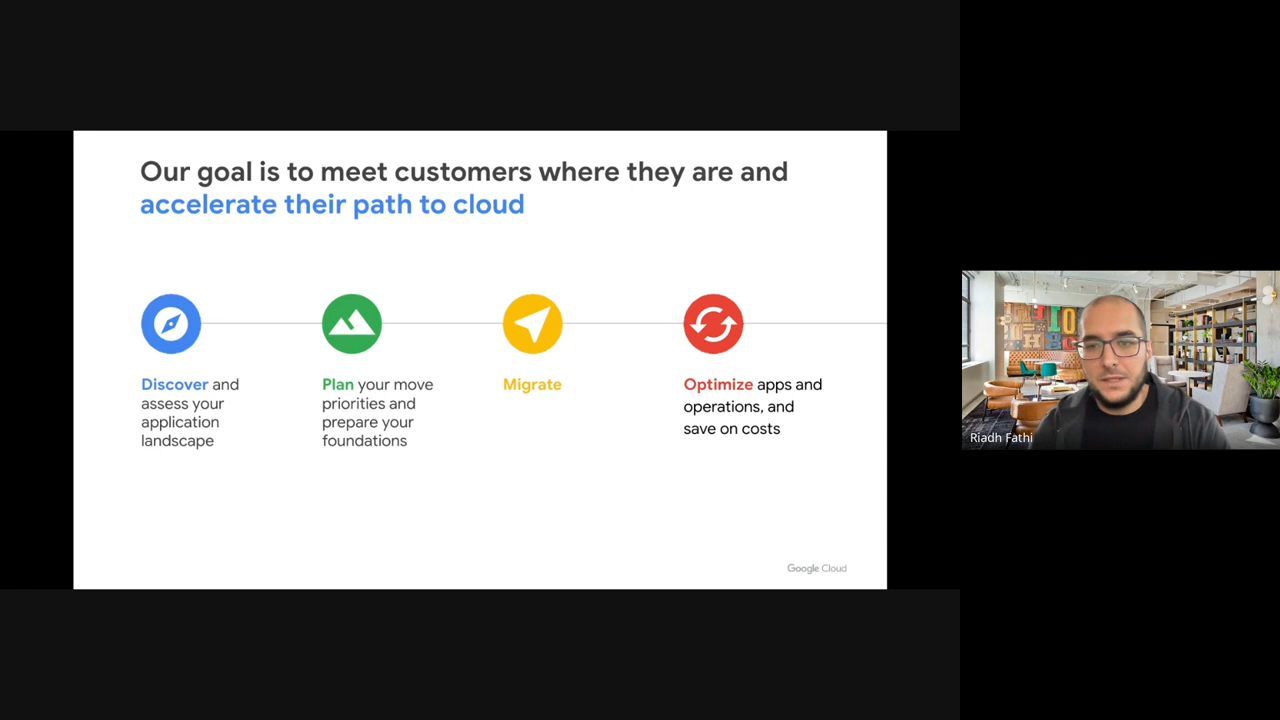 Our goal is to meet customers where they are and
accelerate their path to cloud
Discover and
assess your
application
landscape
Plan your move
priorities and
prepare your
foundations
Migrate
Optimize apps and
operations, and
save on costs
Google Cloud
Riadh Fathi